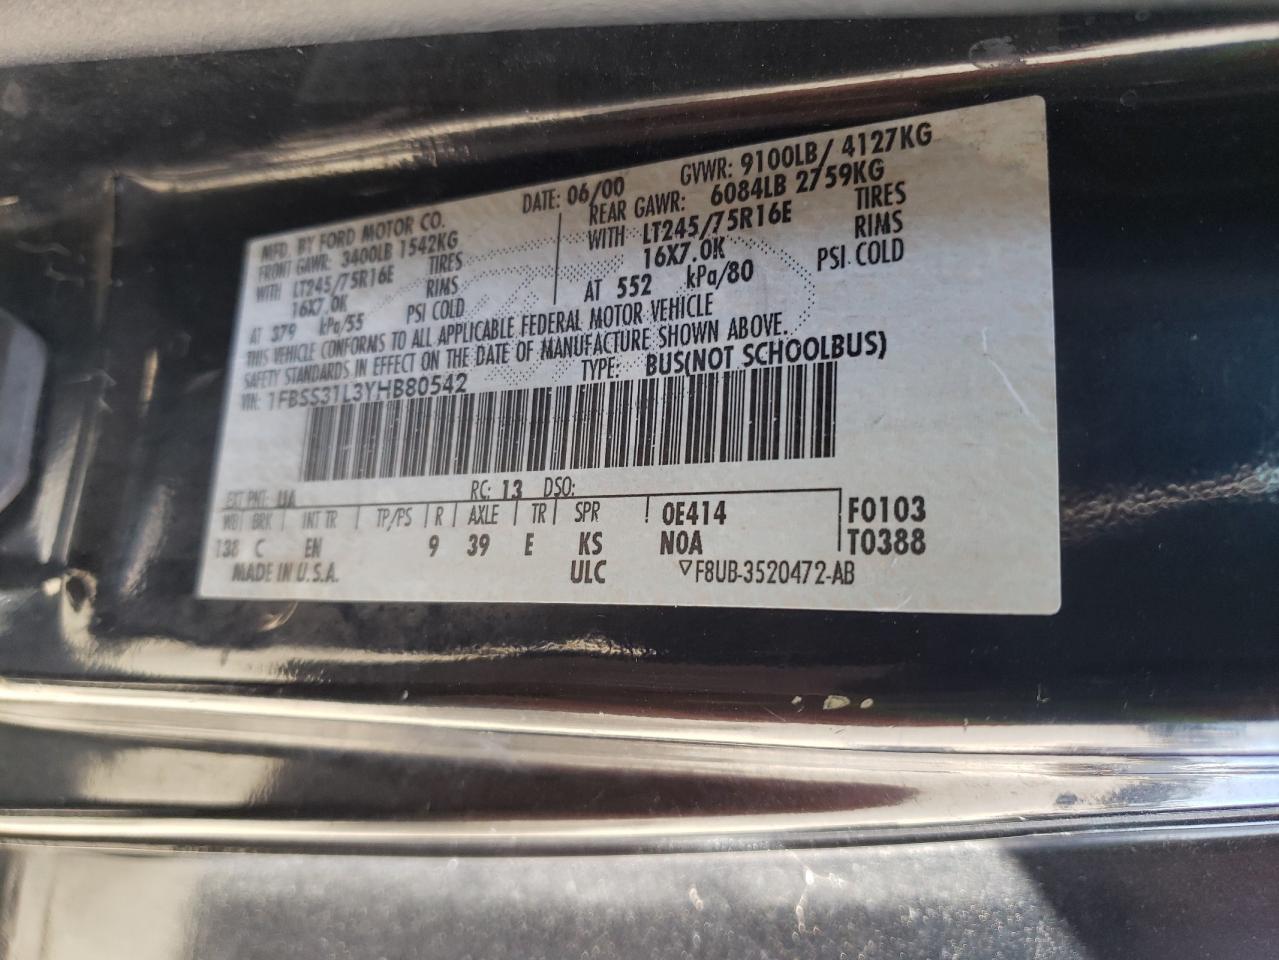 MFD. BY FORD MOTOR CO.
DATE: 06/00 GVWR: 9100LB/ 4127KG
FRONT GAWR: 3400LB 1542KG
REAR GAWR: 6084LB 2759KG
WITH LT245/75R16E TIRES
WITH LT245/75R16E TIRES
16X7.0K RIMS
16X7.0K RIMS
AT 379 kPa/55 PSI COLD
AT 552 kPa/80 PSI COLD
THIS VEHICLE CONFORMS TO ALL APPLICABLE FEDERAL MOTOR VEHICLE
SAFETY STANDARDS IN EFFECT ON THE DATE OF MANUFACTURE SHOWN ABOVE.
VIN: 1FBSS31L3YHB80542 TYPE: BUS(NOT SCHOOLBUS)
EXT PNT: UA RC: 13 DSO:
WB BRK INT TR TP/PS R AXLE TR SPR 0E414 F0103
138 C EN 9 39 E KS N0A T0388
MADE IN U.S.A. ULC ▽F8UB-3520472-AB